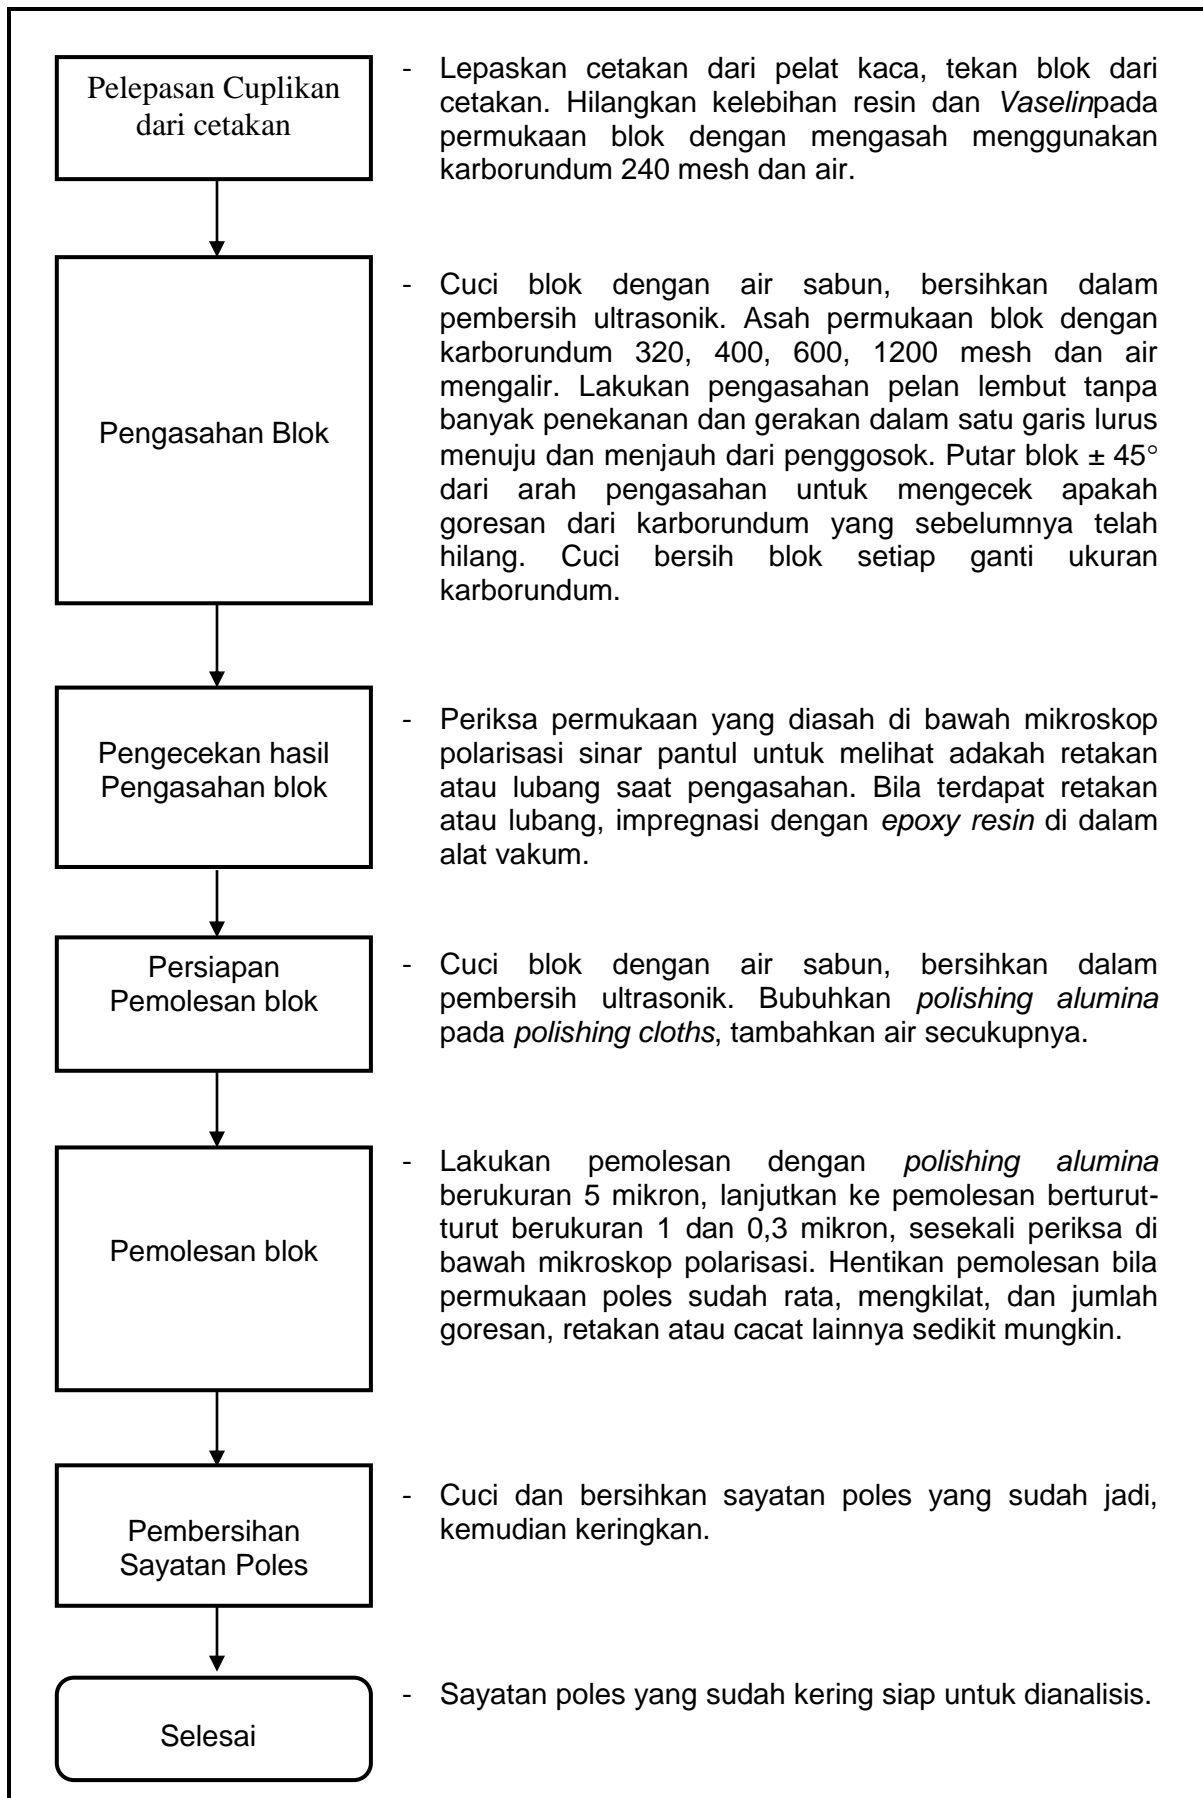 Pelepasan Cuplikan
dari cetakan
- Lepaskan cetakan dari pelat kaca, tekan blok dari
cetakan. Hilangkan kelebihan resin dan Vaselinpada
permukaan blok dengan mengasah menggunakan
karborundum 240 mesh dan air.
Pengasahan Blok
- Cuci blok dengan air sabun, bersihkan dalam
pembersih ultrasonik. Asah permukaan blok dengan
karborundum 320, 400, 600, 1200 mesh dan air
mengalir. Lakukan pengasahan pelan lembut tanpa
banyak penekanan dan gerakan dalam satu garis lurus
menuju dan menjauh dari penggosok. Putar blok ± 45°
dari arah pengasahan untuk mengecek apakah
goresan dari karborundum yang sebelumnya telah
hilang. Cuci bersih blok setiap ganti ukuran
karborundum.
Pengecekan hasil
Pengasahan blok
- Periksa permukaan yang diasah di bawah mikroskop
polarisasi sinar pantul untuk melihat adakah retakan
atau lubang saat pengasahan. Bila terdapat retakan
atau lubang, impregnasi dengan epoxy resin di dalam
alat vakum.
Persiapan
Pemolesan blok
- Cuci blok dengan air sabun, bersihkan dalam
pembersih ultrasonik. Bubuhkan polishing alumina
pada polishing cloths, tambahkan air secukupnya.
Pemolesan blok
- Lakukan pemolesan dengan polishing alumina
berukuran 5 mikron, lanjutkan ke pemolesan berturut-
turut berukuran 1 dan 0,3 mikron, sesekali periksa di
bawah mikroskop polarisasi. Hentikan pemolesan bila
permukaan poles sudah rata, mengkilat, dan jumlah
goresan, retakan atau cacat lainnya sedikit mungkin.
Pembersihan
Sayatan Poles
- Cuci dan bersihkan sayatan poles yang sudah jadi,
kemudian keringkan.
Selesai
- Sayatan poles yang sudah kering siap untuk dianalisis.